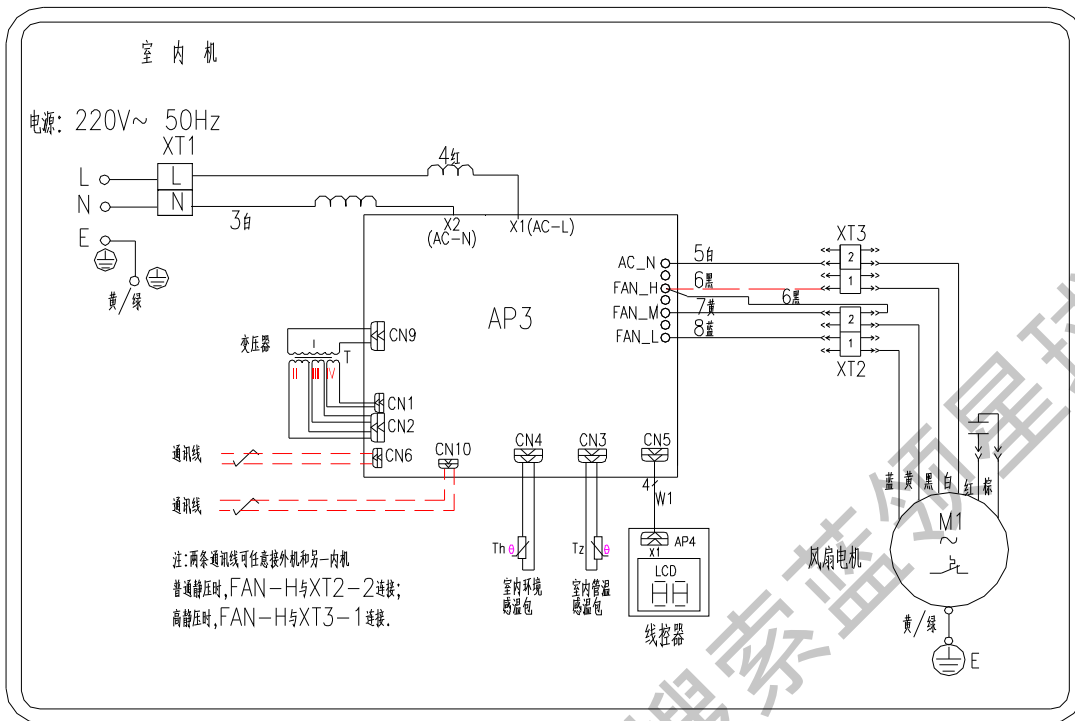 室内机
电源: 220V~ 50Hz
XT1
L
L
4红
N
N
3白
X2
(AC-N)
X1(AC-L)
E
黄/绿
AP3
AC_N
5白
XT3
2
FAN_H
6黑
1
6黑
FAN_M
7黄
2
FAN_L
8蓝
1
XT2
变压器
I
T
II
III
IV
CN9
CN1
CN2
通讯线
CN6
CN10
CN4
CN3
CN5
通讯线
4
W1
Th
θ
室内环境
感温包
Tz
θ
室内管温
感温包
X1
AP4
LCD
线控器
蓝
黄
黑
白
红
棕
M1
~
风扇电机
黄/绿
E
注:两条通讯线可任意接外机和另一内机
普通静压时,FAN-H与XT2-2连接;
高静压时,FAN-H与XT3-1连接.
搜索蓝领星球